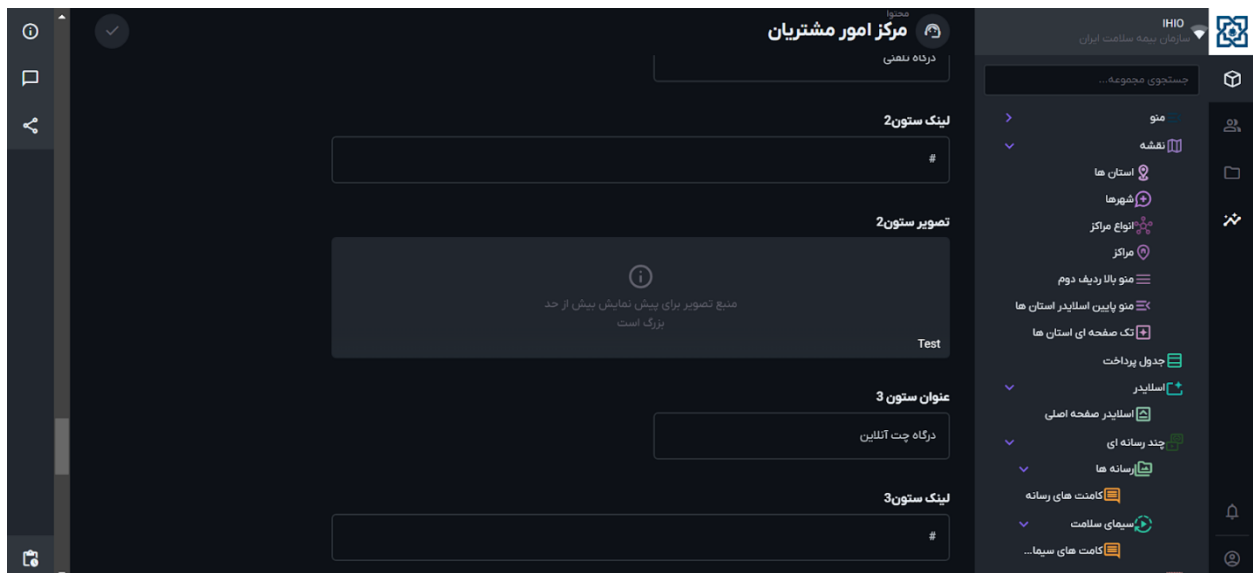 IHIO
سازمان بیمه سلامت ایران
جستجوی مجموعه...
منو
نقشه
استان ها
شهرها
انواع مراکز
مراکز
منو بالا ردیف دوم
منو پایین اسلایدر استان ها
تک صفحه ای استان ها
جدول پرداخت
اسلایدر
اسلایدر صفحه اصلی
چند رسانه ای
رسانه ها
کامنت های رسانه
سیمای سلامت
کامت های سیما...
محتوا
مرکز امور مشتریان
درگاه تلفنی
لینک ستون2
#
تصویر ستون2
منبع تصویر برای پیش نمایش بیش از حد
بزرگ است
Test
عنوان ستون 3
درگاه چت آنلاین
لینک ستون3
#